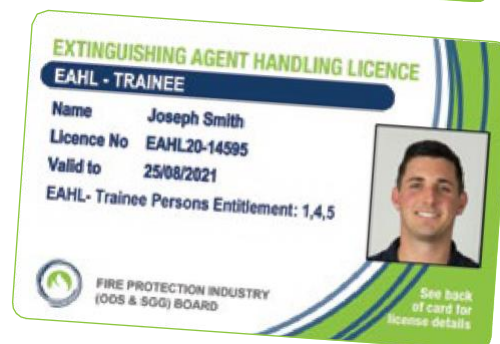 EXTINGUISHING AGENT HANDLING LICENCE
EAHL - TRAINEE
Name Joseph Smith
Licence No EAHL20-14595
Valid to 25/08/2021
EAHL- Trainee Persons Entitlement: 1,4,5
FIRE PROTECTION INDUSTRY
(ODS & SGG) BOARD
See back
of card for
license details